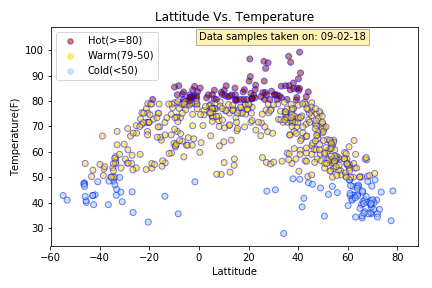 Lattitude Vs. Temperature
Data samples taken on: 09-02-18
Hot(>=80)
Warm(79-50)
Cold(<50)
Temperature(F)
100
90
80
70
60
50
40
30
−60 −40 −20 0 20 40 60 80
Lattitude